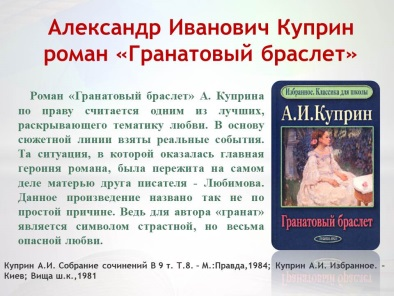 Александр Иванович Куприн
роман «Гранатовый браслет»
Роман «Гранатовый браслет» А. Куприна
по праву считается одним из лучших,
раскрывающего тематику любви. В основу
сюжетной линии взяты реальные события.
Та ситуация, в которой оказалась главная
героиня романа, была пережита на самом
деле матерью друга писателя - Любимова.
Данное произведение названо так не по
простой причине. Ведь для автора «гранат»
является символом страстной, но весьма
опасной любви.
Избранное. Классика для школы
А.И.Куприн
Гранатовый браслет
Куприн А.И. Собрание сочинений В 9 т. Т.8. - М.:Правда,1984; Куприн А.И. Избранное. -
Киев; Вища ш.к.,1981